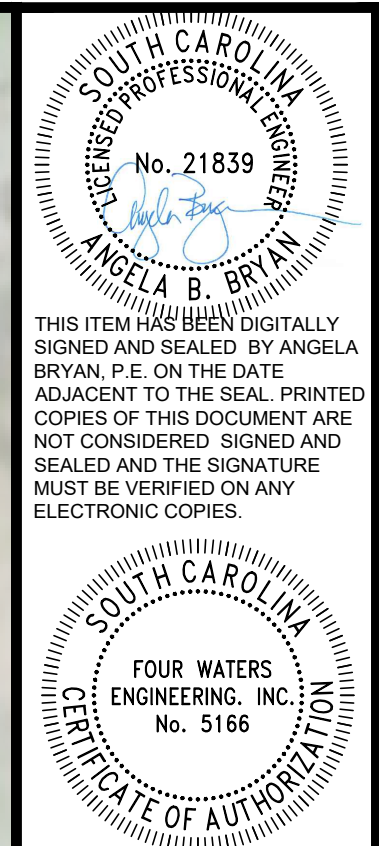 SOUTH CAROLINA
LICENSED PROFESSIONAL ENGINEER
No. 21839
Angela Bryan
ANGELA B. BRYAN
THIS ITEM HAS BEEN DIGITALLY
SIGNED AND SEALED BY ANGELA
BRYAN, P.E. ON THE DATE
ADJACENT TO THE SEAL. PRINTED
COPIES OF THIS DOCUMENT ARE
NOT CONSIDERED SIGNED AND
SEALED AND THE SIGNATURE
MUST BE VERIFIED ON ANY
ELECTRONIC COPIES.
SOUTH CAROLINA
FOUR WATERS
ENGINEERING. INC.
No. 5166
CERTIFICATE OF AUTHORIZATION